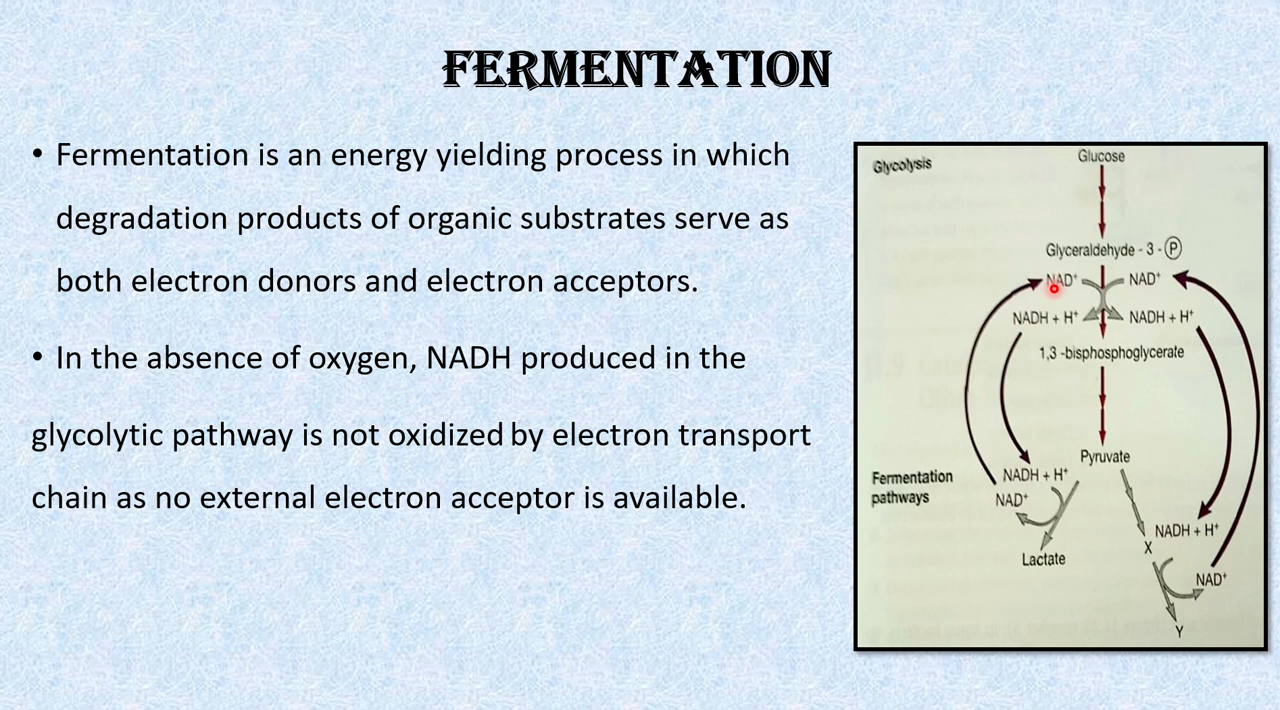 FERMENTATION
• Fermentation is an energy yielding process in which
degradation products of organic substrates serve as
both electron donors and electron acceptors.
• In the absence of oxygen, NADH produced in the
glycolytic pathway is not oxidized by electron transport
chain as no external electron acceptor is available.
Glycolysis
Glucose
Glyceraldehyde - 3 - P
NAD⁺ NAD⁺
NADH + H⁺ NADH + H⁺
1,3 -bisphosphoglycerate
Pyruvate
Fermentation
pathways
NADH + H⁺
NAD⁺
NADH + H⁺
X
Lactate
NAD⁺
Y